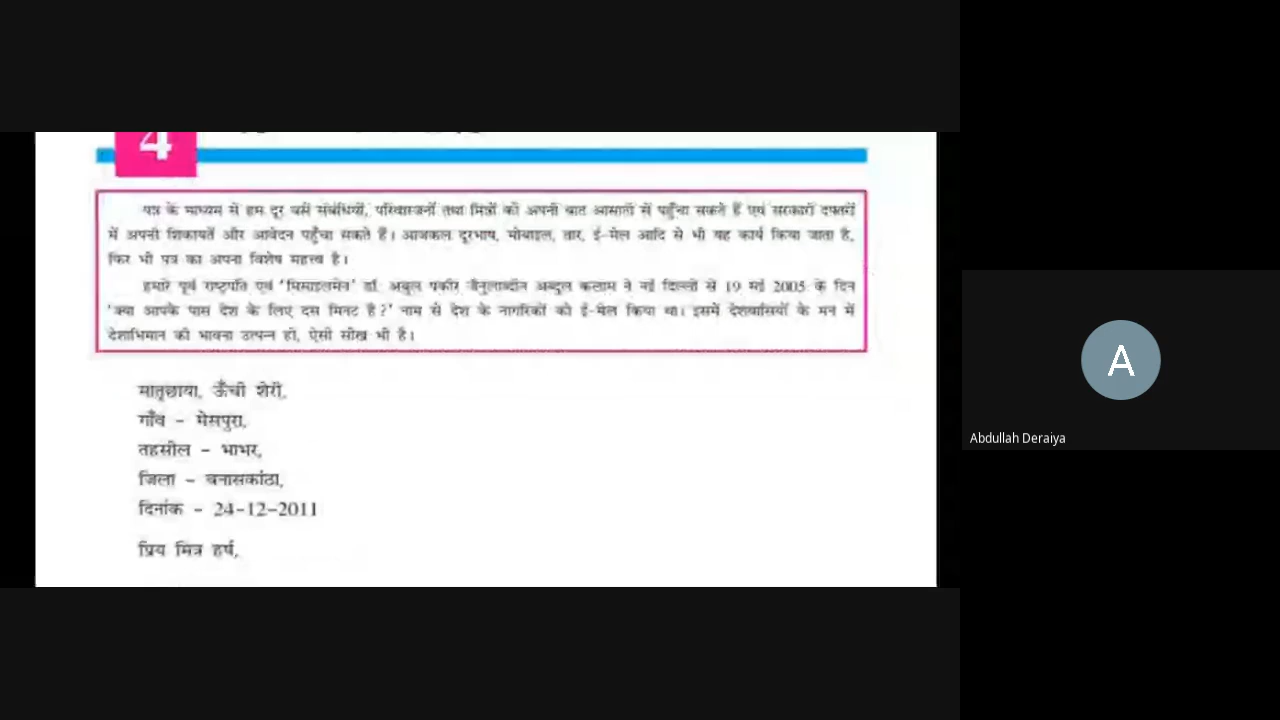 4
पत्र के माध्यम से हम दूर बसे संबंधियों, परिवारजनों तथा मित्रों को अपनी बात आसानी से पहुँचा सकते हैं एवं सरकारी दफ्तरों
में अपनी शिकायतें और आवेदन पहुँचा सकते हैं। आजकल दूरभाष, मोबाइल, तार, ई-मेल आदि से भी यह कार्य किया जाता है,
फिर भी पत्र का अपना विशेष महत्त्व है।
हमारे पूर्व राष्ट्रपति एवं 'मिसाइलमेन' डॉ. अबुल पकीर जैनुलाब्दीन अब्दुल कलाम ने नई दिल्ली से 19 मई 2005 के दिन
'क्या आपके पास देश के लिए दस मिनट है?' नाम से देश के नागरिकों को ई-मेल किया था। इसमें देशवासियों के मन में
देशाभिमान की भावना उत्पन्न हो, ऐसी सीख भी है।
मातृछाया, ऊँची शेरी,
गाँव - मेसपुरा,
तहसील - भाभर,
जिला - बनासकांठा,
दिनांक - 24-12-2011
प्रिय मित्र हर्ष,
A
Abdullah Deraiya